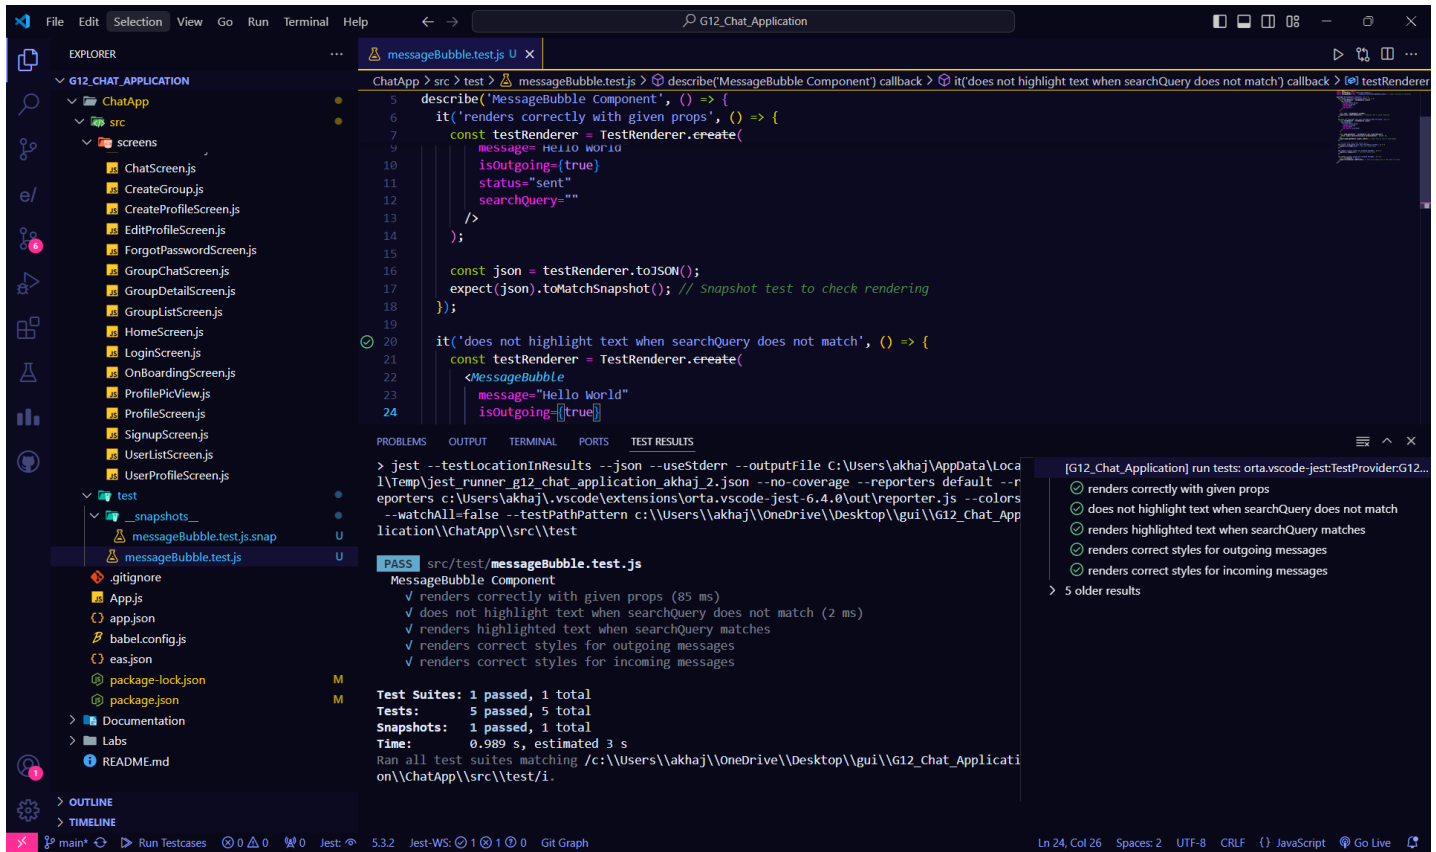 File Edit Selection View Go Run Terminal Help
G12_Chat_Application
EXPLORER
G12_CHAT_APPLICATION
ChatApp
src
screens
ChatScreen.js
CreateGroup.js
CreateProfileScreen.js
EditProfileScreen.js
ForgotPasswordScreen.js
GroupChatScreen.js
GroupDetailScreen.js
GroupListScreen.js
HomeScreen.js
LoginScreen.js
OnBoardingScreen.js
ProfilePicView.js
ProfileScreen.js
SignupScreen.js
UserListScreen.js
UserProfileScreen.js
test
__snapshots__
messageBubble.test.js.snap U
messageBubble.test.js U
.gitignore
App.js
app.json
babel.config.js
eas.json
package-lock.json M
package.json M
Documentation
Labs
README.md
OUTLINE
TIMELINE
6
1
messageBubble.test.js U
ChatApp > src > test > messageBubble.test.js > describe('MessageBubble Component') callback > it('does not highlight text when searchQuery does not match') callback > testRenderer
5 describe('MessageBubble Component', () => {
6 it('renders correctly with given props', () => {
7 const testRenderer = TestRenderer.create(
9 message="Hello World"
10 isOutgoing={true}
11 status="sent"
12 searchQuery=""
13 />
14 );
15
16 const json = testRenderer.toJSON();
17 expect(json).toMatchSnapshot(); // Snapshot test to check rendering
18 });
19
20 it('does not highlight text when searchQuery does not match', () => {
21 const testRenderer = TestRenderer.create(
22 <MessageBubble
23 message="Hello World"
24 isOutgoing={true}
PROBLEMS OUTPUT TERMINAL PORTS TEST RESULTS
> jest --testLocationInResults --json --useStderr --outputFile C:\Users\akhaj\AppData\Loca
l\Temp\jest_runner_g12_chat_application_akhaj_2.json --no-coverage --reporters default --r
eporters c:\Users\akhaj\.vscode\extensions\orta.vscode-jest-6.4.0\out\reporter.js --colors
--watchAll=false --testPathPattern c:\\Users\\akhaj\\OneDrive\\Desktop\\gui\\G12_Chat_App
lication\\ChatApp\\src\\test
PASS src/test/messageBubble.test.js
MessageBubble Component
√ renders correctly with given props (85 ms)
√ does not highlight text when searchQuery does not match (2 ms)
√ renders highlighted text when searchQuery matches
√ renders correct styles for outgoing messages
√ renders correct styles for incoming messages
Test Suites: 1 passed, 1 total
Tests: 5 passed, 5 total
Snapshots: 1 passed, 1 total
Time: 0.989 s, estimated 3 s
Ran all test suites matching /c:\\Users\\akhaj\\OneDrive\\Desktop\\gui\\G12_Chat_Applicati
on\\ChatApp\\src\\test/i.
[G12_Chat_Application] run tests: orta.vscode-jest:TestProvider:G12...
renders correctly with given props
does not highlight text when searchQuery does not match
renders highlighted text when searchQuery matches
renders correct styles for outgoing messages
renders correct styles for incoming messages
5 older results
main* Run Testcases 0 0 0 Jest: 5.3.2 Jest-WS: 1 1 0 Git Graph Ln 24, Col 26 Spaces: 2 UTF-8 CRLF {} JavaScript Go Live